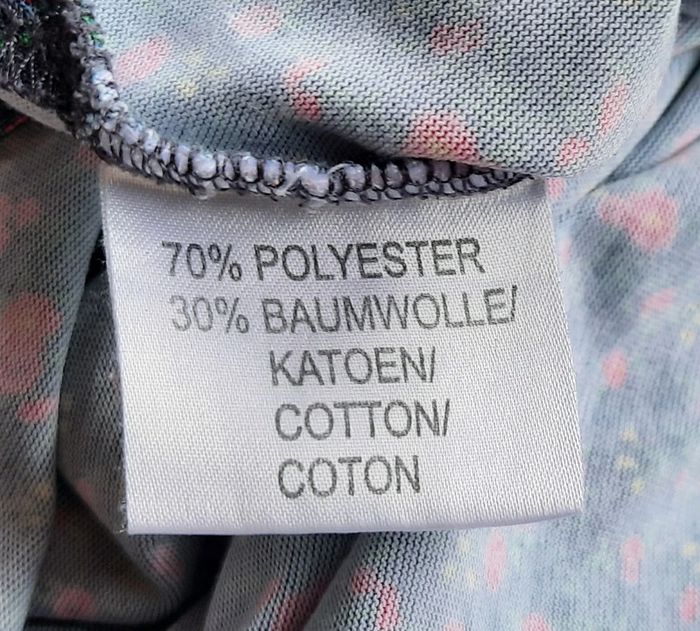 70% POLYESTER
30% BAUMWOLLE/
KATOEN/
COTTON/
COTON